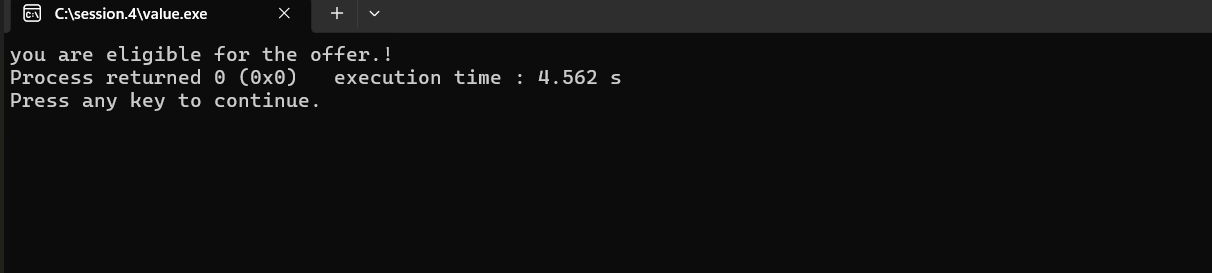 C:\session.4\value.exe
you are eligible for the offer.!
Process returned 0 (0x0)   execution time : 4.562 s
Press any key to continue.